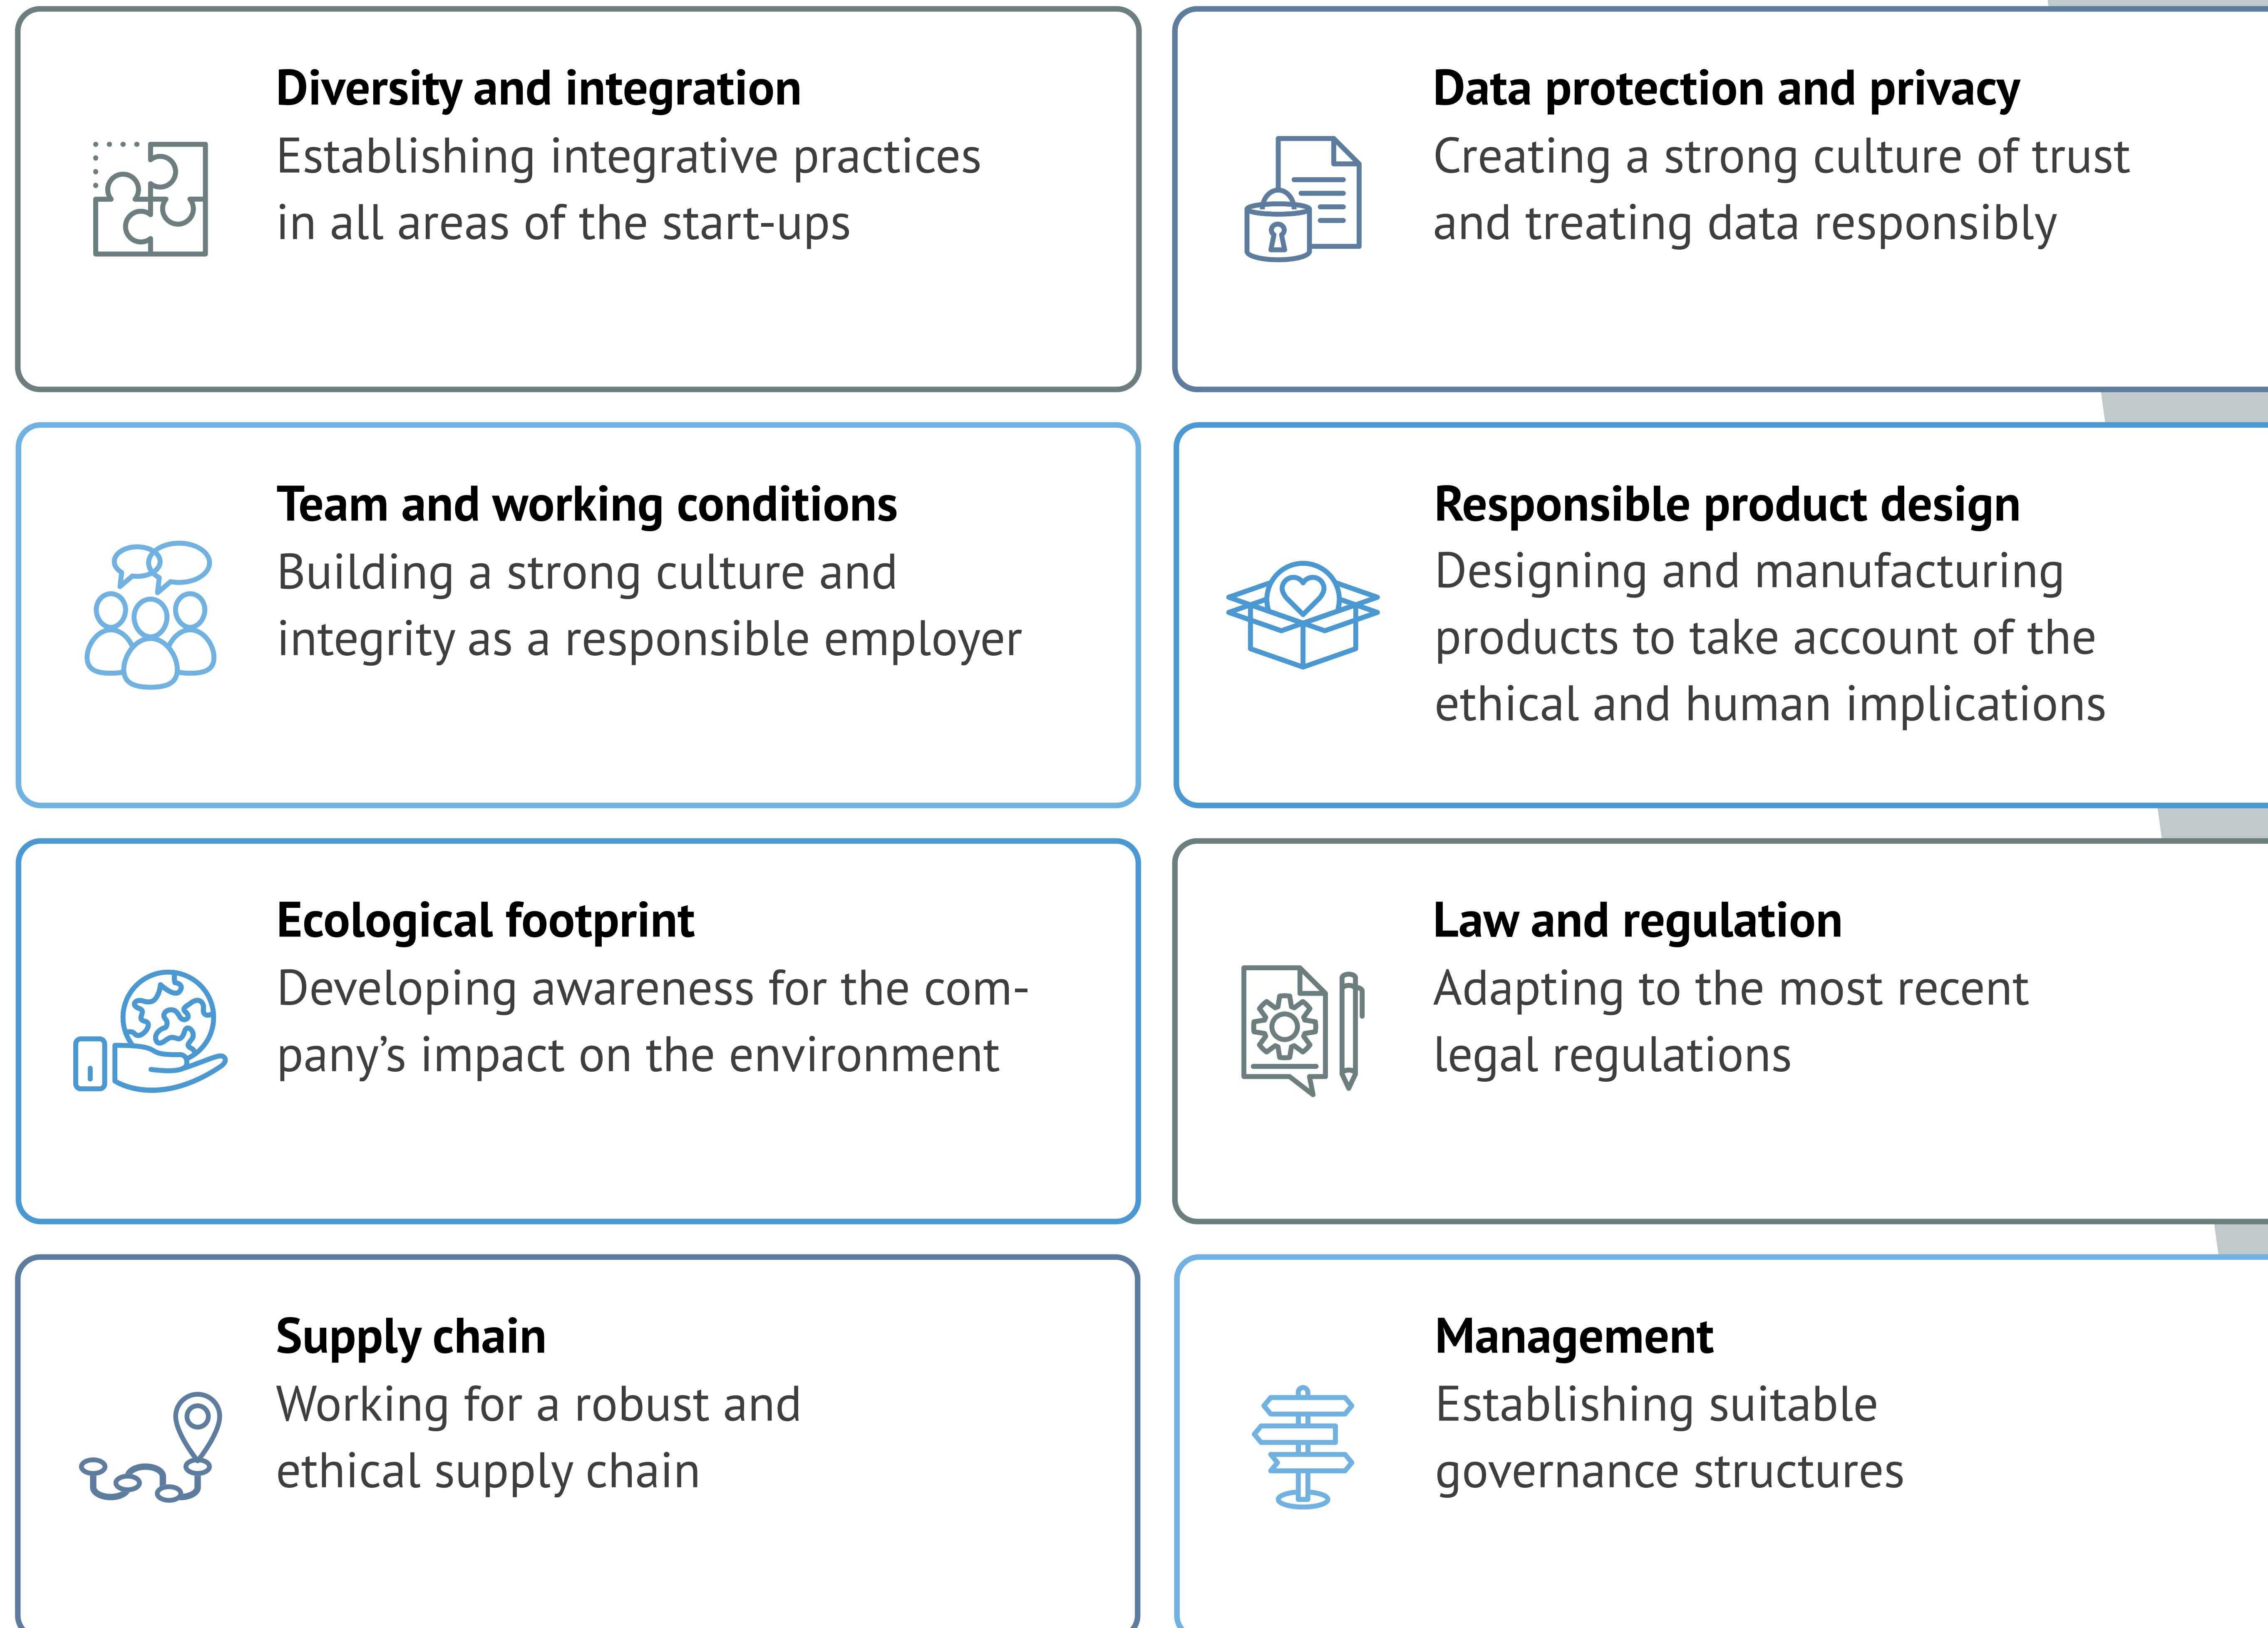 Diversity and integration
Establishing integrative practices
in all areas of the start-ups
Data protection and privacy
Creating a strong culture of trust
and treating data responsibly
Team and working conditions
Building a strong culture and
integrity as a responsible employer
Responsible product design
Designing and manufacturing
products to take account of the
ethical and human implications
Ecological footprint
Developing awareness for the com-
pany’s impact on the environment
Law and regulation
Adapting to the most recent
legal regulations
Supply chain
Working for a robust and
ethical supply chain
Management
Establishing suitable
governance structures